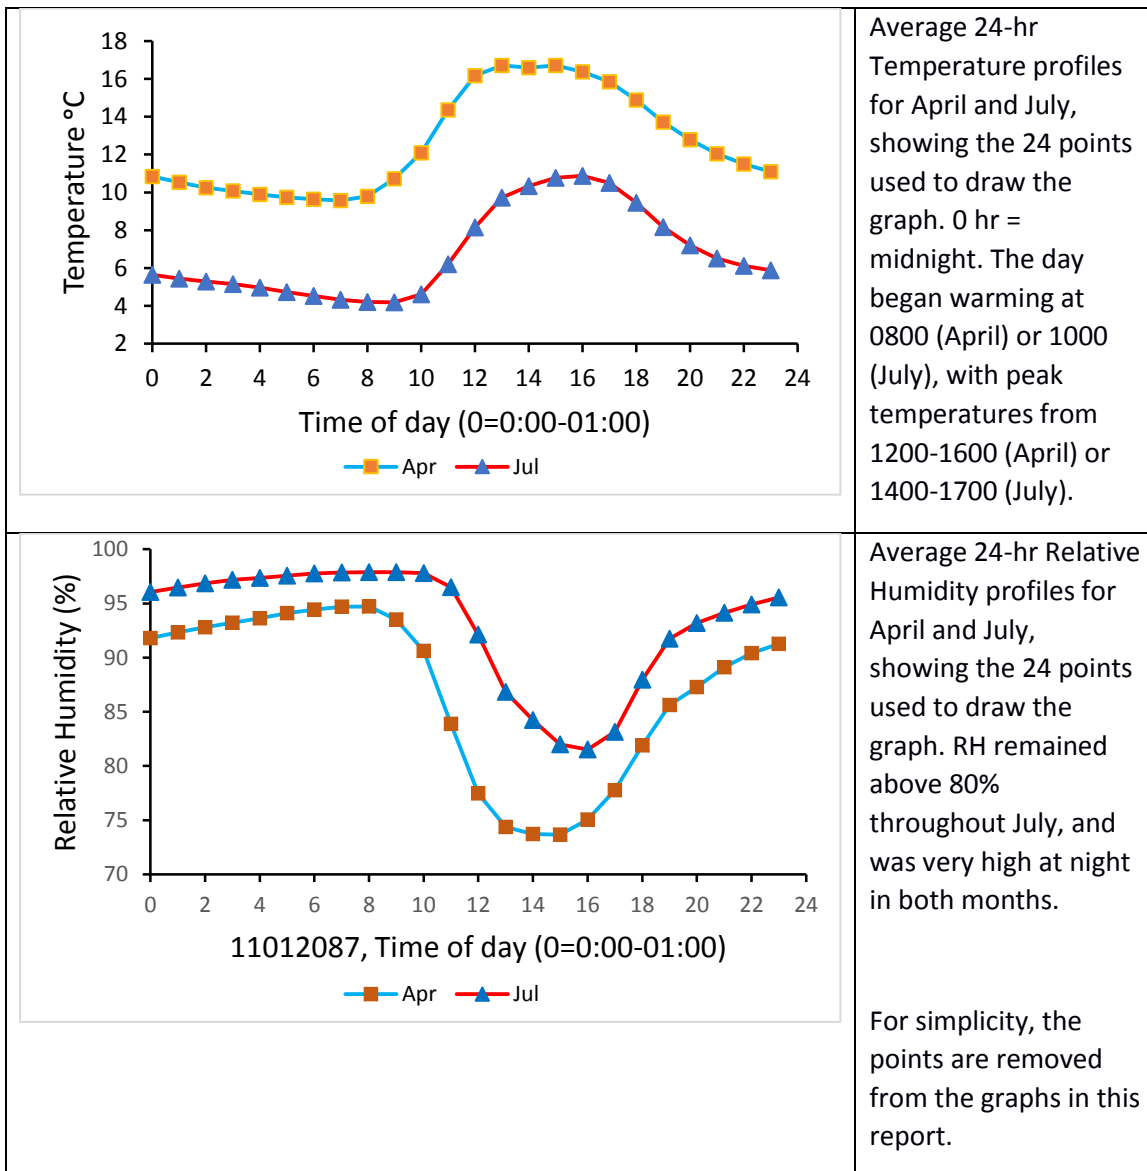 18
16
14
12
10
8
6
4
2
Temperature °C
0 2 4 6 8 10 12 14 16 18 20 22 24
Time of day (0=0:00-01:00)
Apr Jul
Average 24-hr
Temperature profiles
for April and July,
showing the 24 points
used to draw the
graph. 0 hr =
midnight. The day
began warming at
0800 (April) or 1000
(July), with peak
temperatures from
1200-1600 (April) or
1400-1700 (July).
100
95
90
85
80
75
70
Relative Humidity (%)
0 2 4 6 8 10 12 14 16 18 20 22 24
11012087, Time of day (0=0:00-01:00)
Apr Jul
Average 24-hr Relative
Humidity profiles for
April and July,
showing the 24 points
used to draw the
graph. RH remained
above 80%
throughout July, and
was very high at night
in both months.
For simplicity, the
points are removed
from the graphs in this
report.